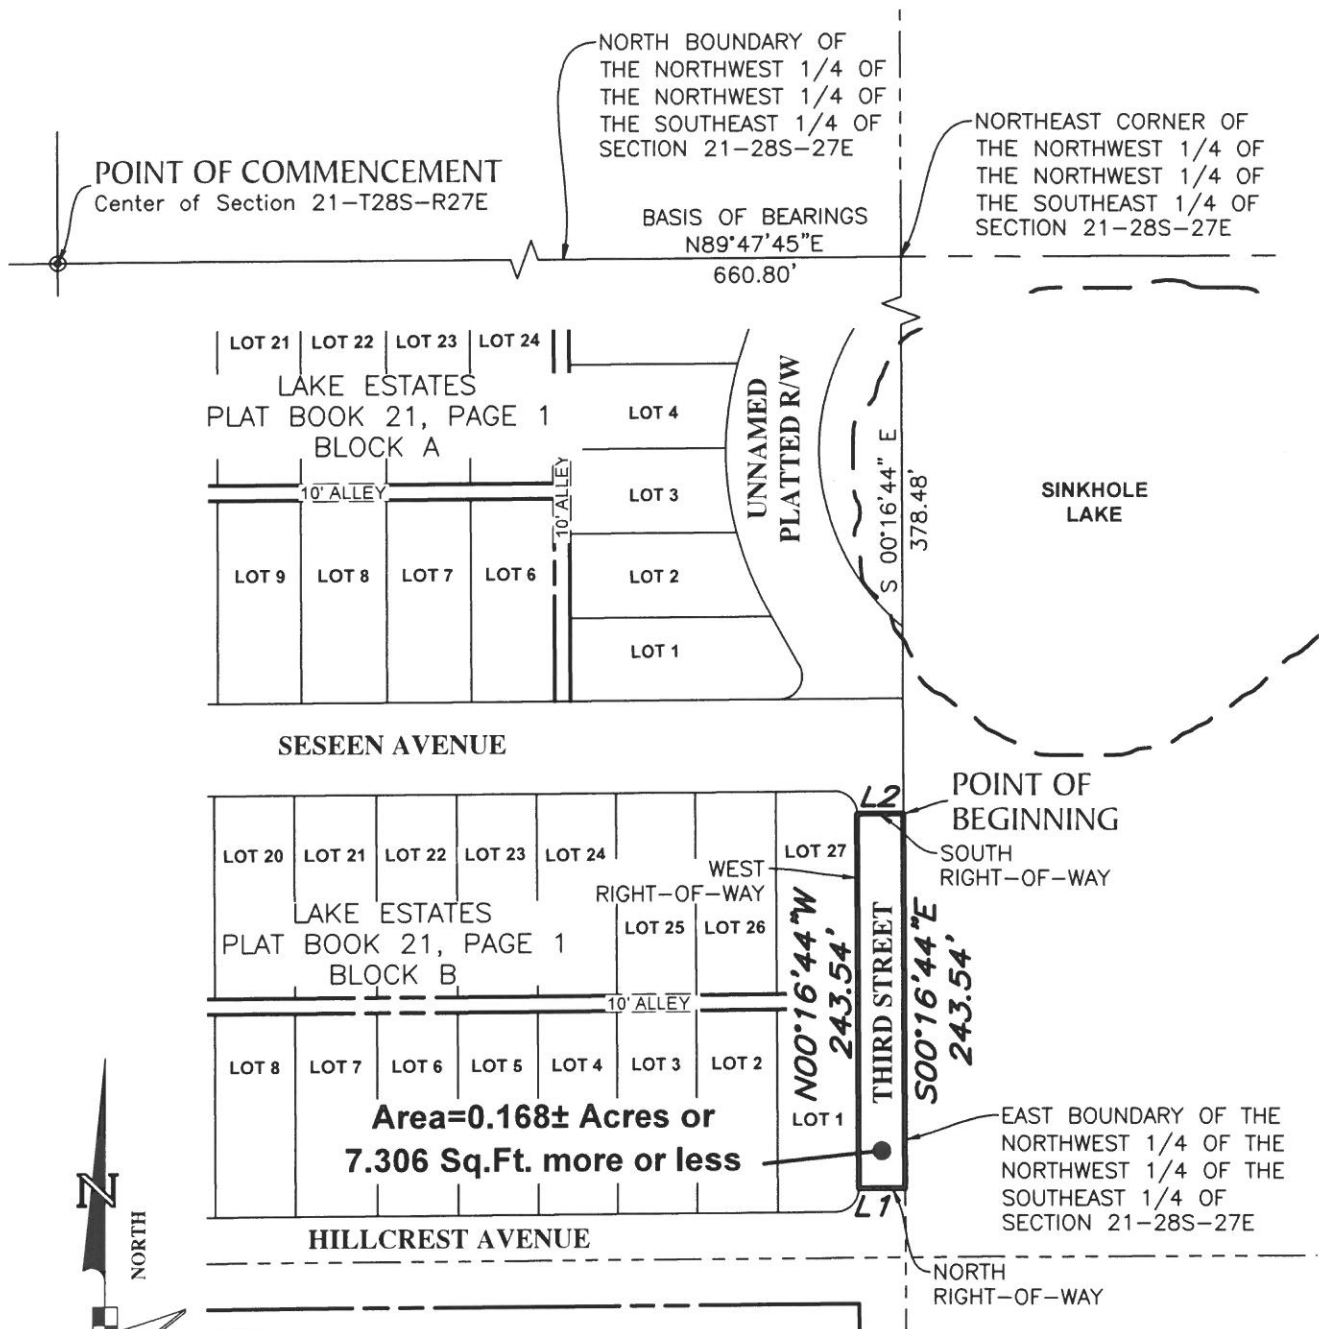 NORTH BOUNDARY OF
THE NORTHWEST 1/4 OF
THE NORTHWEST 1/4 OF
THE SOUTHEAST 1/4 OF
SECTION 21-28S-27E
NORTHEAST CORNER OF
THE NORTHWEST 1/4 OF
THE NORTHWEST 1/4 OF
THE SOUTHEAST 1/4 OF
SECTION 21-28S-27E
POINT OF COMMENCEMENT
Center of Section 21-T28S-R27E
BASIS OF BEARINGS
N89°47'45"E
660.80'
LOT 21
LOT 22
LOT 23
LOT 24
LAKE ESTATES
PLAT BOOK 21, PAGE 1
BLOCK A
10' ALLEY
10' ALLEY
LOT 9
LOT 8
LOT 7
LOT 6
LOT 4
LOT 3
LOT 2
LOT 1
UNNAMED
PLATTED R/W
S 00°16'44" E
378.48'
SINKHOLE
LAKE
SESEEN AVENUE
L2
POINT OF
BEGINNING
SOUTH
RIGHT-OF-WAY
LOT 20
LOT 21
LOT 22
LOT 23
LOT 24
LOT 27
WEST
RIGHT-OF-WAY
LAKE ESTATES
PLAT BOOK 21, PAGE 1
BLOCK B
LOT 25
LOT 26
10' ALLEY
N00°16'44"W
243.54'
THIRD STREET
S00°16'44"E
243.54'
LOT 8
LOT 7
LOT 6
LOT 5
LOT 4
LOT 3
LOT 2
LOT 1
Area=0.168± Acres or
7.306 Sq.Ft. more or less
EAST BOUNDARY OF THE
NORTHWEST 1/4 OF THE
NORTHWEST 1/4 OF THE
SOUTHEAST 1/4 OF
SECTION 21-28S-27E
L1
HILLCREST AVENUE
NORTH
RIGHT-OF-WAY
N
NORTH